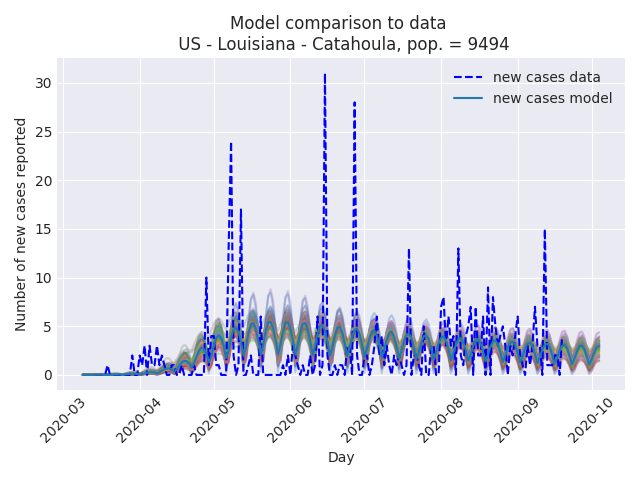 Model comparison to data
US - Louisiana - Catahoula, pop. = 9494
new cases data
new cases model
Number of new cases reported
30
25
20
15
10
5
0
2020-03
2020-04
2020-05
2020-06
2020-07
2020-08
2020-09
2020-10
Day